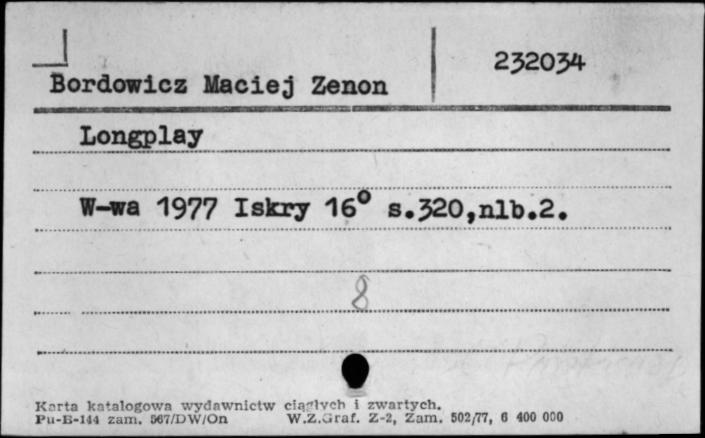 232034
Bordowicz Maciej Zenon
Longplay
W-wa 1977 Iskry 16° s.320,nlb.2.
8
Karta katalogowa wydawnictw ciągłych i zwartych.
Pu-B-144 zam. 567/DW/On W.Z.Graf. Z-2, Zam. 502/77, 6 400 000